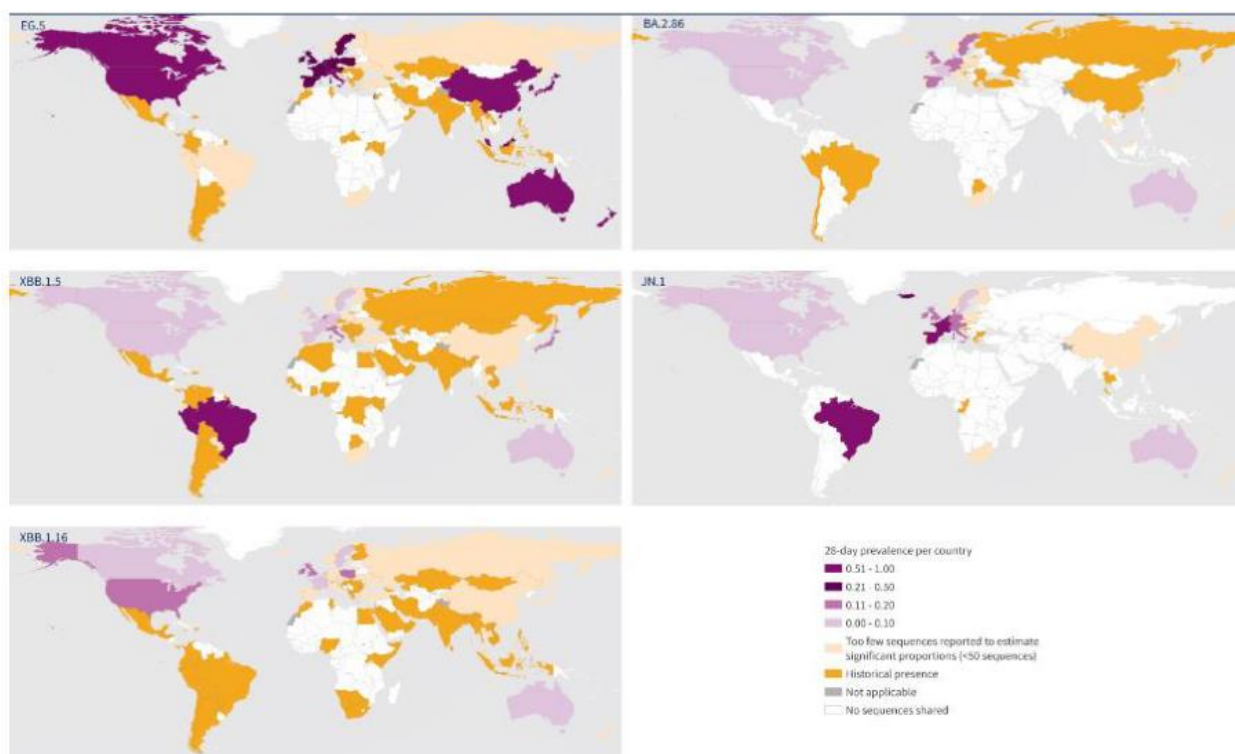 EG.5
BA.2.86
XBB.1.5
JN.1
XBB.1.16
28-day prevalence per country
0.51 - 1.00
0.21 - 0.50
0.11 - 0.20
0.00 - 0.10
Too few sequences reported to estimate
significant proportions (<50 sequences)
Historical presence
Not applicable
No sequences shared